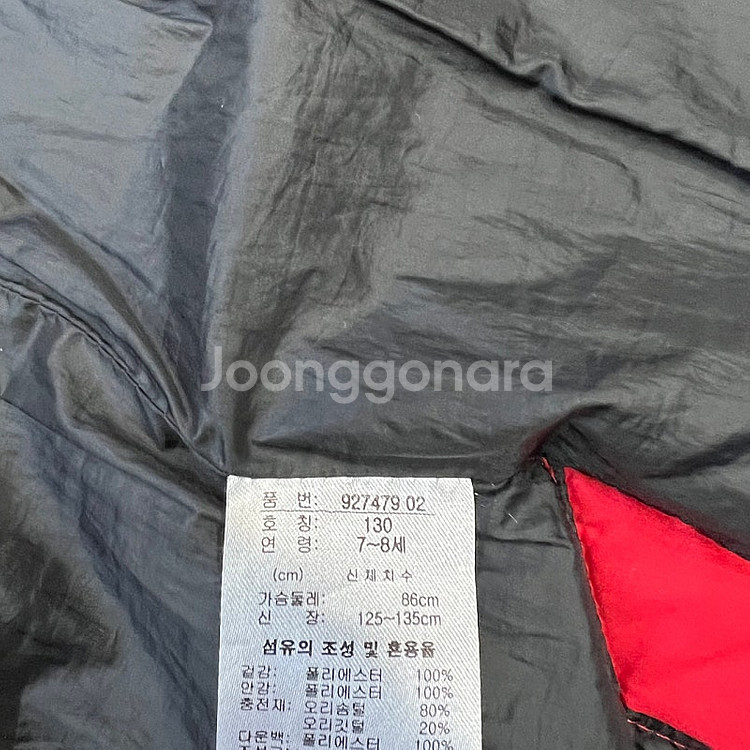 Joonggonara
품 번: 927479 02
호 칭: 130
연 령: 7~8세
(cm) 신체치수
가슴둘레: 86cm
신 장: 125~135cm
섬유의 조성 및 혼용율
겉감: 폴리에스터 100%
안감: 폴리에스터 100%
충전재: 오리솜털 80%
오리깃털 20%
다운백: 폴리에스터 100%